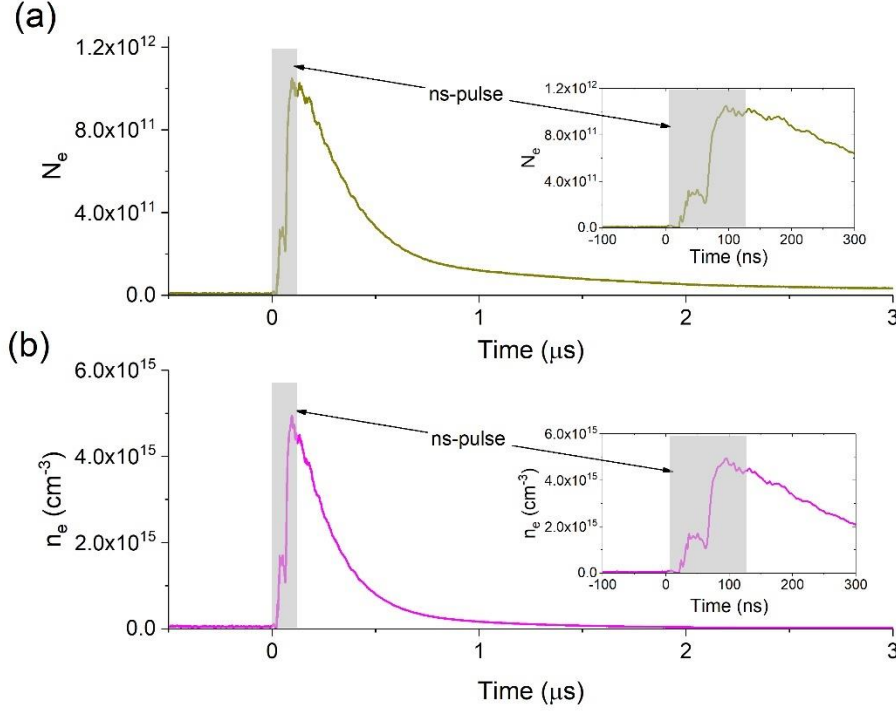 (a)
1.2x10¹²
8.0x10¹¹
4.0x10¹¹
0.0
Nₑ
0
1
2
3
Time (μs)
ns-pulse
1.2x10¹²
8.0x10¹¹
4.0x10¹¹
0.0
Nₑ
-100
0
100
200
300
Time (ns)
(b)
6.0x10¹⁵
4.0x10¹⁵
2.0x10¹⁵
0.0
nₑ (cm⁻³)
0
1
2
3
Time (μs)
ns-pulse
6.0x10¹⁵
4.0x10¹⁵
2.0x10¹⁵
0.0
nₑ (cm⁻³)
-100
0
100
200
300
Time (ns)